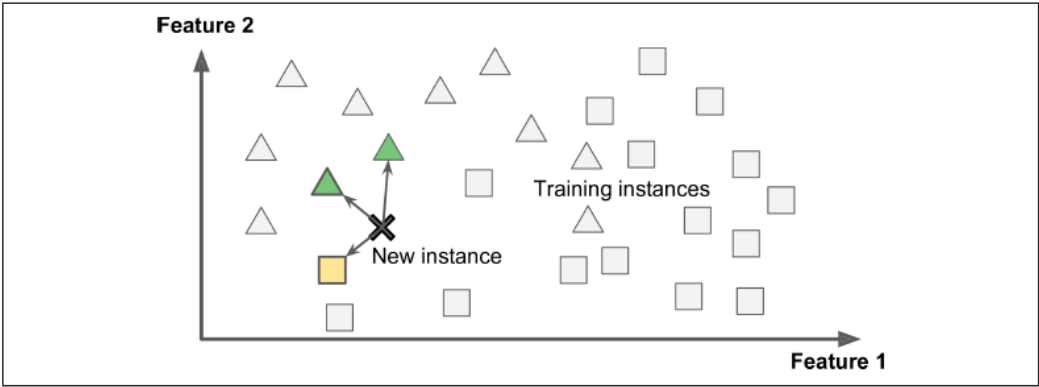 Feature 2
Training instances
New instance
Feature 1